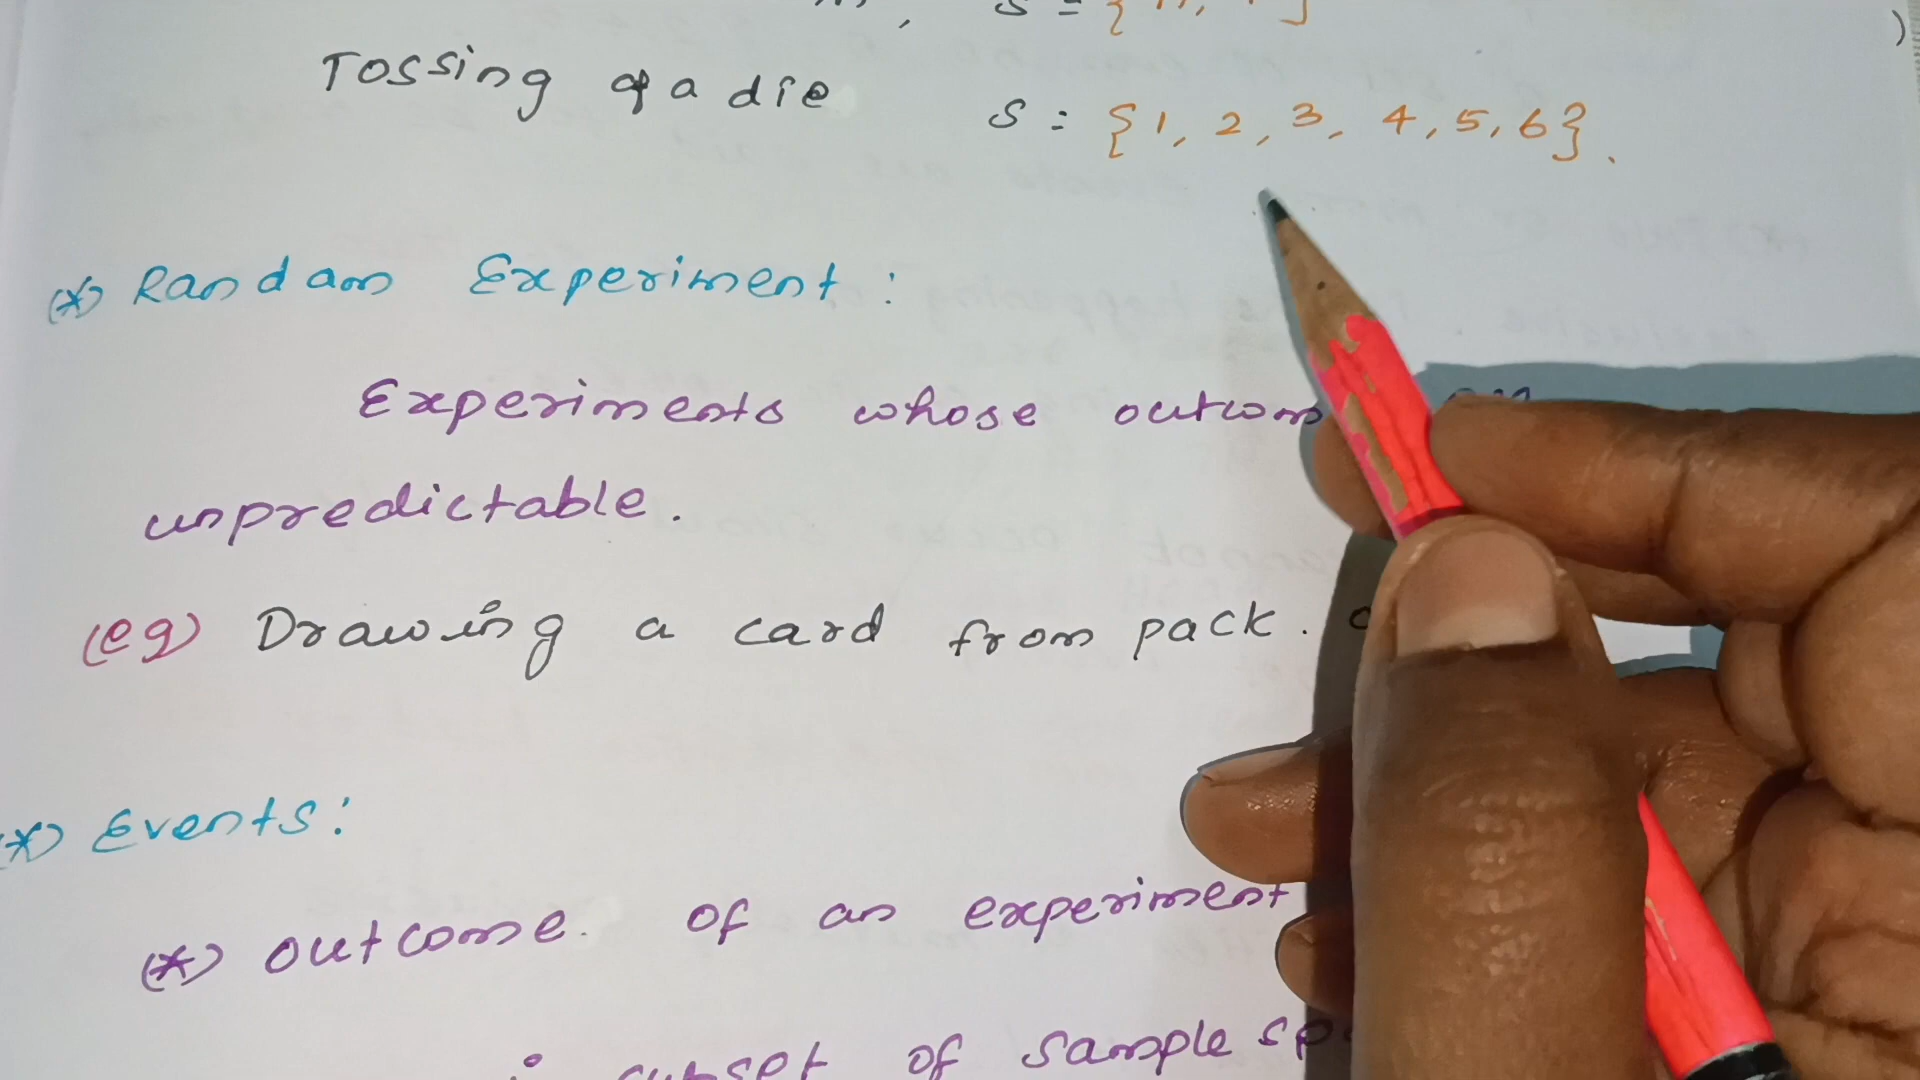 S = {
Tossing of a die S = {1, 2, 3, 4, 5, 6}.
(*) Random Experiment:
Experiments whose
unpredictable.
(eg) Drawing a card from pack.
(*) Events:
(*) outcome. of an experiment
subset of sample